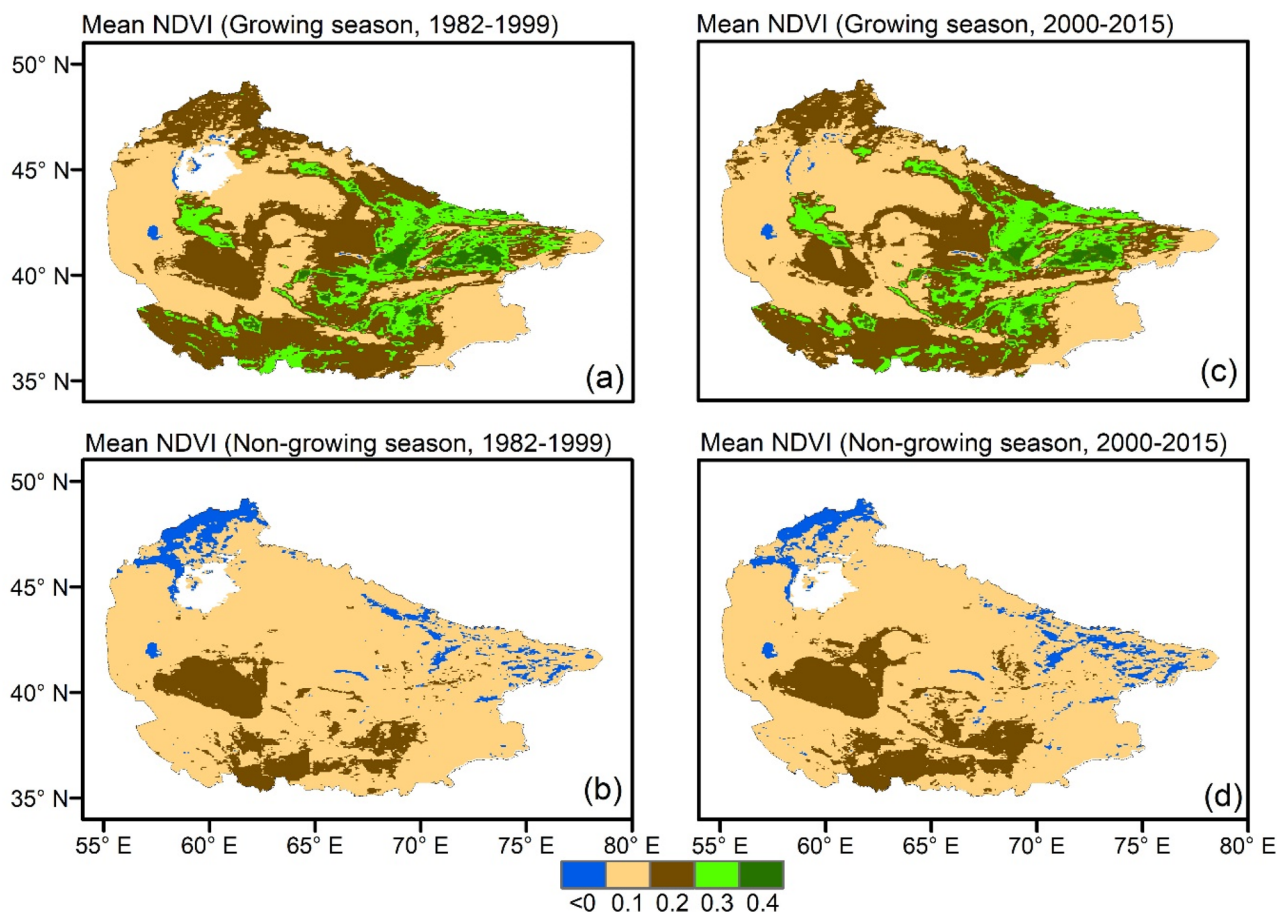 Mean NDVI (Growing season, 1982-1999)
Mean NDVI (Growing season, 2000-2015)
50° N
45° N
40° N
35° N
(a)
(c)
Mean NDVI (Non-growing season, 1982-1999)
Mean NDVI (Non-growing season, 2000-2015)
50° N
45° N
40° N
35° N
(b)
(d)
55° E 60° E 65° E 70° E 75° E 80° E
55° E 60° E 65° E 70° E 75° E 80° E
<0 0.1 0.2 0.3 0.4